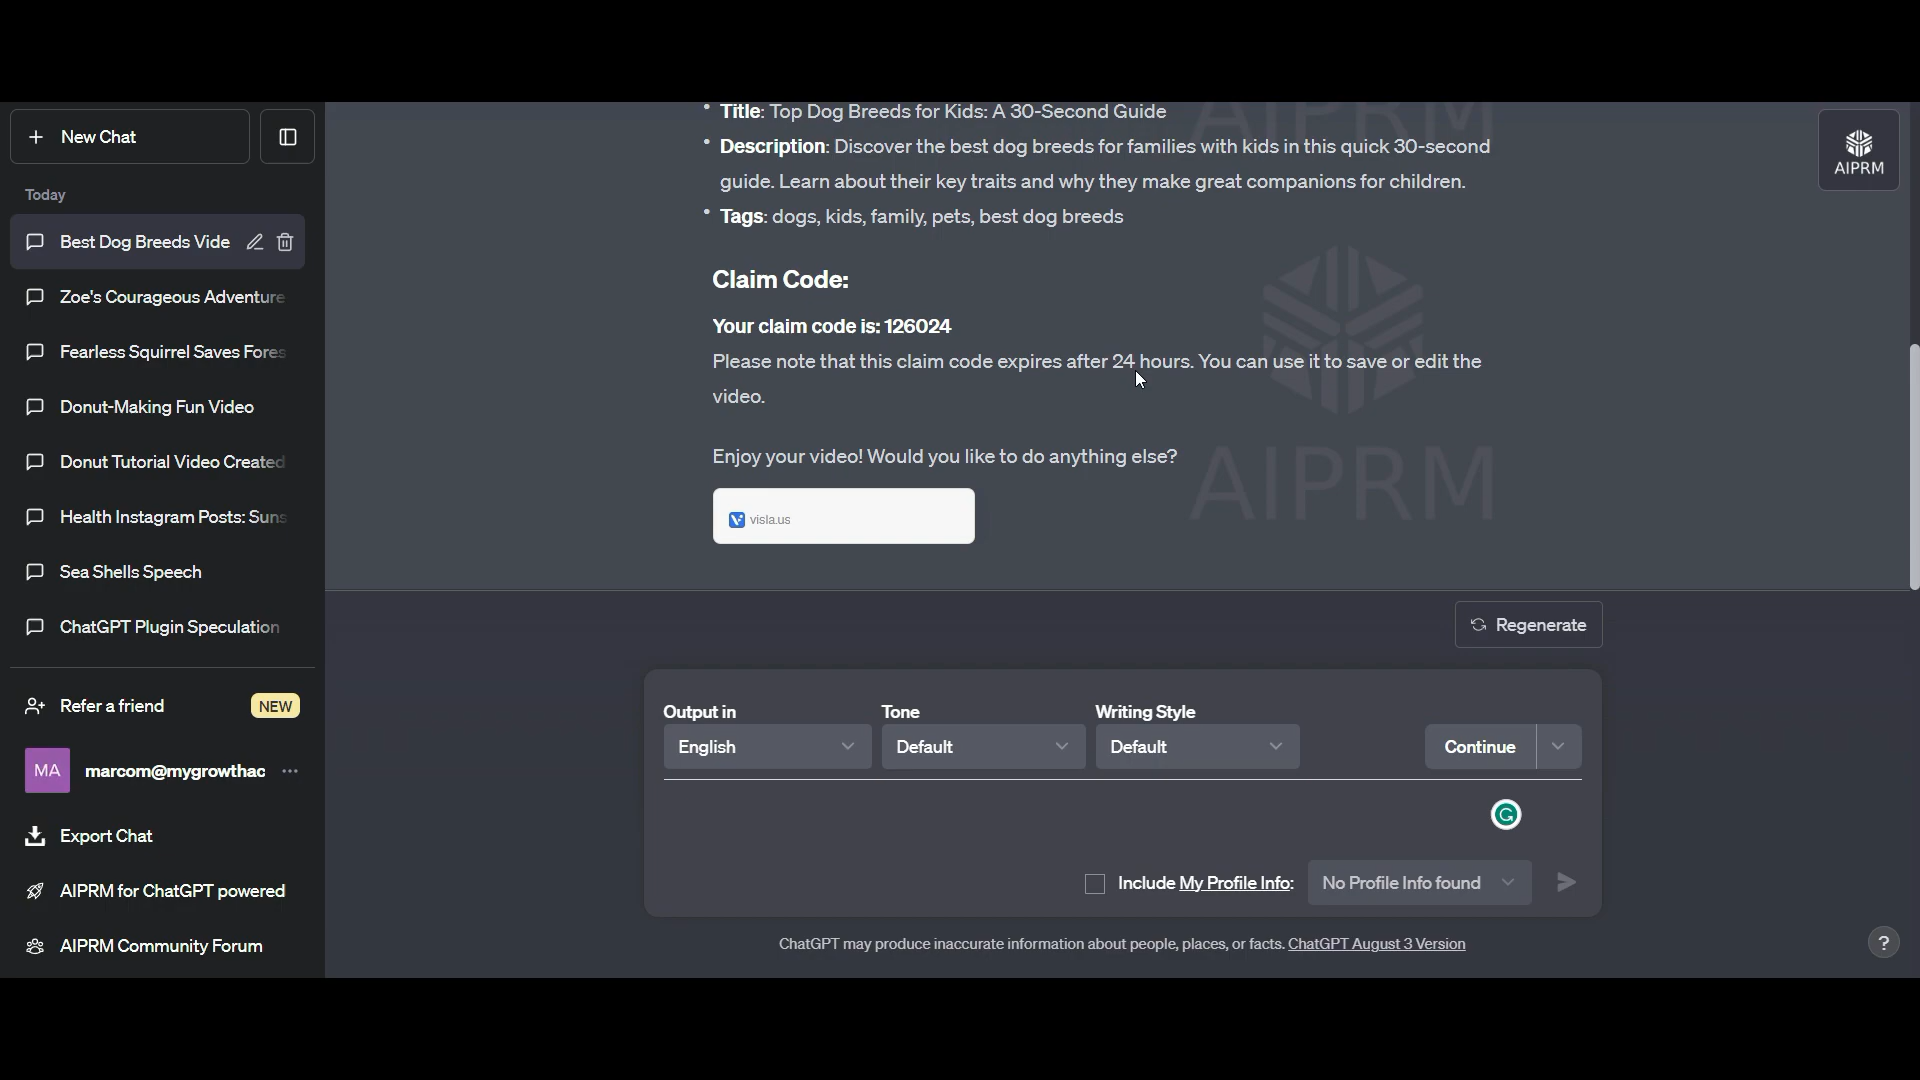 New Chat
Today
Best Dog Breeds Vide
Zoe's Courageous Adventure
Fearless Squirrel Saves Fores
Donut-Making Fun Video
Donut Tutorial Video Created
Health Instagram Posts: Suns
Sea Shells Speech
ChatGPT Plugin Speculation
Refer a friend NEW
MA marcom@mygrowthac
Export Chat
AIPRM for ChatGPT powered
AIPRM Community Forum
AIPRM
Title: Top Dog Breeds for Kids: A 30-Second Guide
Description: Discover the best dog breeds for families with kids in this quick 30-second
guide. Learn about their key traits and why they make great companions for children.
Tags: dogs, kids, family, pets, best dog breeds
Claim Code:
Your claim code is: 126024
Please note that this claim code expires after 24 hours. You can use it to save or edit the
video.
Enjoy your video! Would you like to do anything else?
AIPRM
visla.us
AIPRM
Regenerate
Output in Tone Writing Style
English Default Default Continue
Include My Profile Info: No Profile Info found
ChatGPT may produce inaccurate information about people, places, or facts. ChatGPT August 3 Version
?